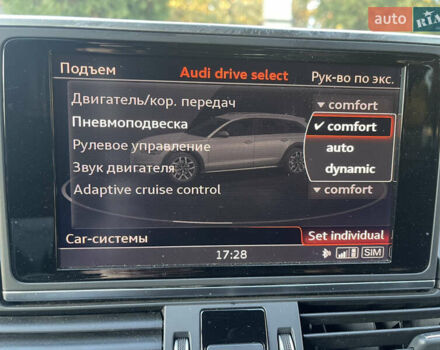 auto RIA
Подъем Audi drive select Рук-во по экс.
Двигатель/кор. передач ▼ comfort
Пневмоподвеска ✔ comfort
Рулевое управление auto
Звук двигателя dynamic
Adaptive cruise control ▼ comfort
Car-системы Set individual
17:28 SIM